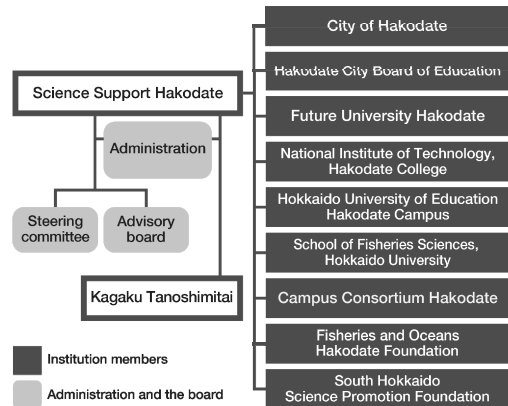 City of Hakodate
Hakodate City Board of Education
Science Support Hakodate
Future University Hakodate
Administration
National Institute of Technology,
Hakodate College
Hokkaido University of Education
Hakodate Campus
Steering
committee
Advisory
board
School of Fisheries Sciences,
Hokkaido University
Kagaku Tanoshimitai
Campus Consortium Hakodate
Fisheries and Oceans
Hakodate Foundation
South Hokkaido
Science Promotion Foundation
Institution members
Administration and the board